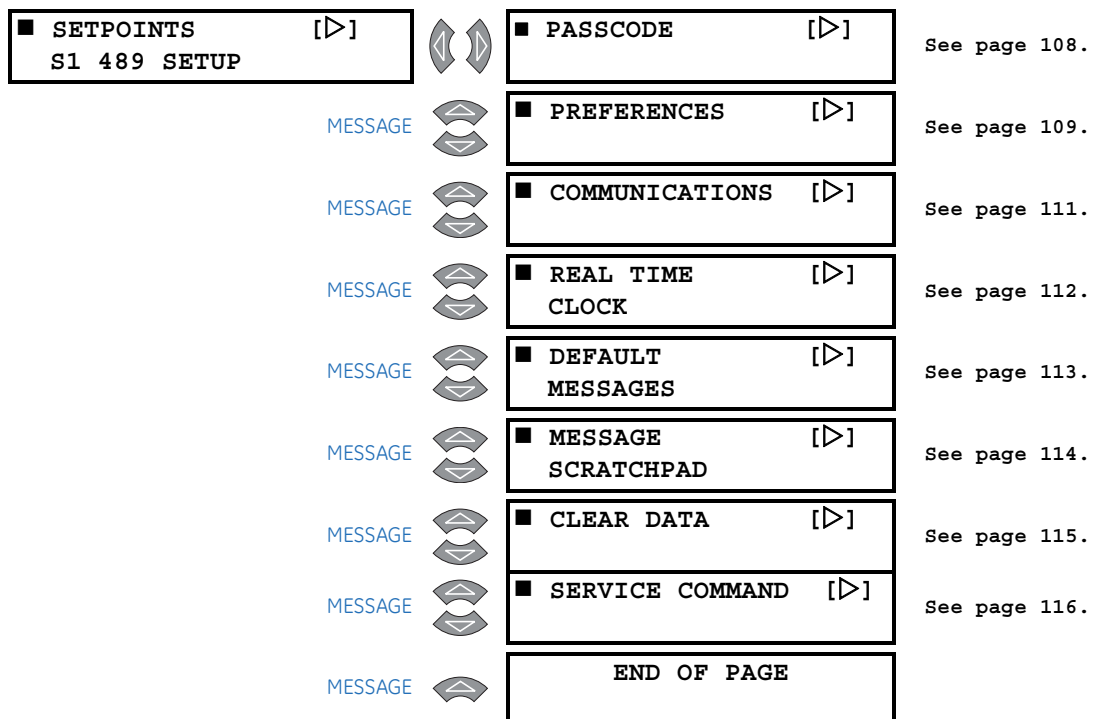 ■ SETPOINTS [▷] ■ PASSCODE [▷] See page 108.
S1 489 SETUP
MESSAGE ■ PREFERENCES [▷] See page 109.
MESSAGE ■ COMMUNICATIONS [▷] See page 111.
MESSAGE ■ REAL TIME [▷] See page 112.
CLOCK
MESSAGE ■ DEFAULT [▷] See page 113.
MESSAGES
MESSAGE ■ MESSAGE [▷] See page 114.
SCRATCHPAD
MESSAGE ■ CLEAR DATA [▷] See page 115.
MESSAGE ■ SERVICE COMMAND [▷] See page 116.
MESSAGE END OF PAGE